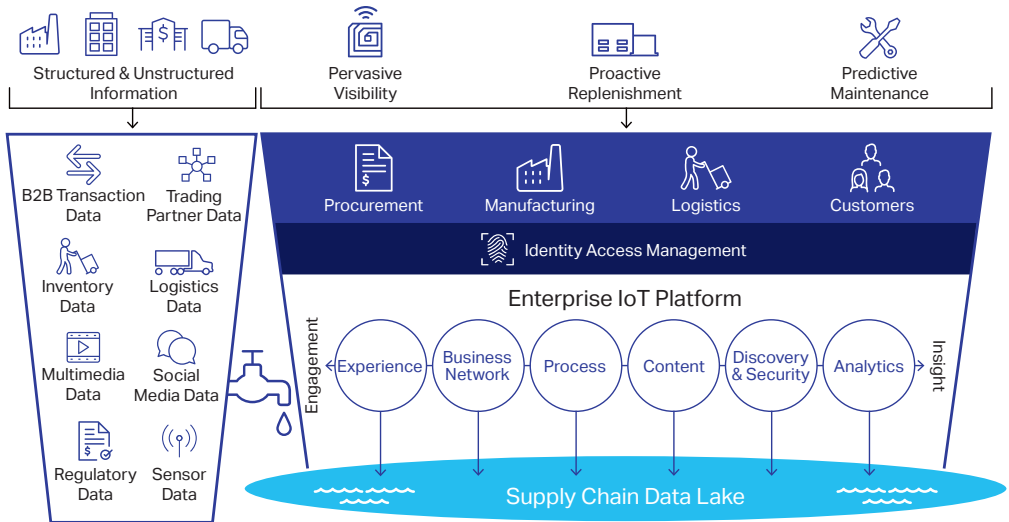 Structured & Unstructured
Information
Pervasive
Visibility
Proactive
Replenishment
Predictive
Maintenance
B2B Transaction
Data
Trading
Partner Data
Inventory
Data
Logistics
Data
Multimedia
Data
Social
Media Data
Regulatory
Data
Sensor
Data
Procurement
Manufacturing
Logistics
Customers
Identity Access Management
Enterprise IoT Platform
Engagement
Experience
Business
Network
Process
Content
Discovery
& Security
Analytics
Insight
Supply Chain Data Lake